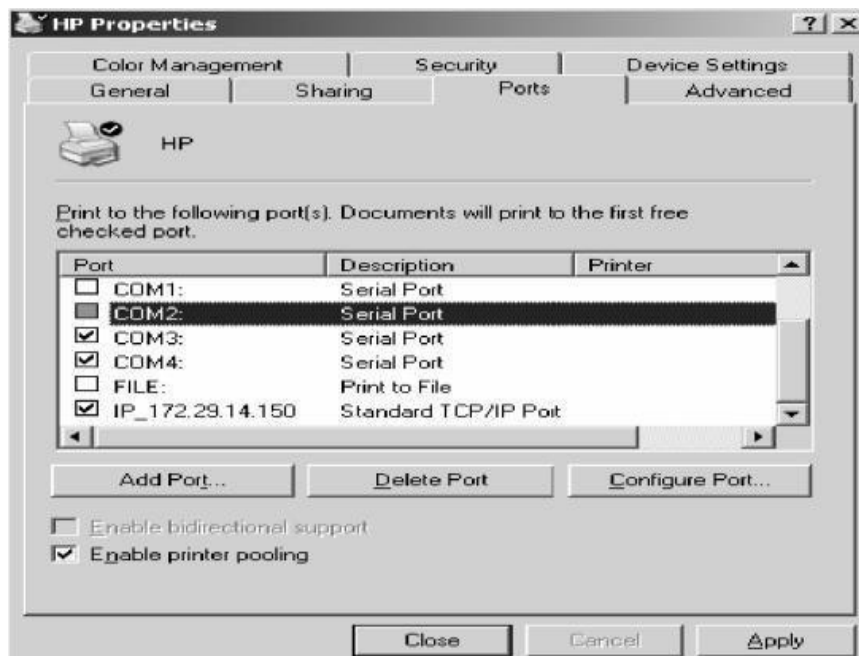 HP Properties
Color Management Security Device Settings
General Sharing Ports Advanced
HP
Print to the following port(s). Documents will print to the first free
checked port.
Port Description Printer
COM1: Serial Port
COM2: Serial Port
COM3: Serial Port
COM4: Serial Port
FILE: Print to File
IP_172.29.14.150 Standard TCP/IP Port
Add Port... Delete Port Configure Port...
Enable bidirectional support
Enable printer pooling
Close Cancel Apply